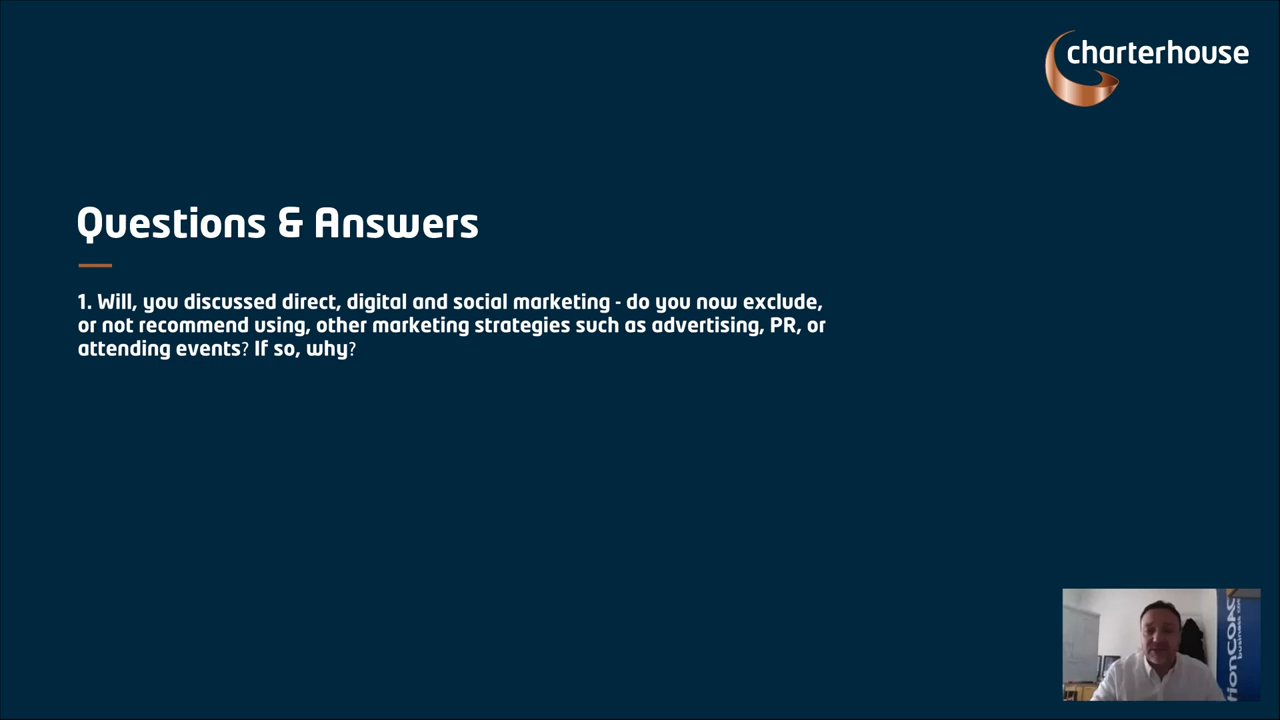 charterhouse
Questions & Answers
1. Will, you discussed direct, digital and social marketing - do you now exclude,
or not recommend using, other marketing strategies such as advertising, PR, or
attending events? If so, why?